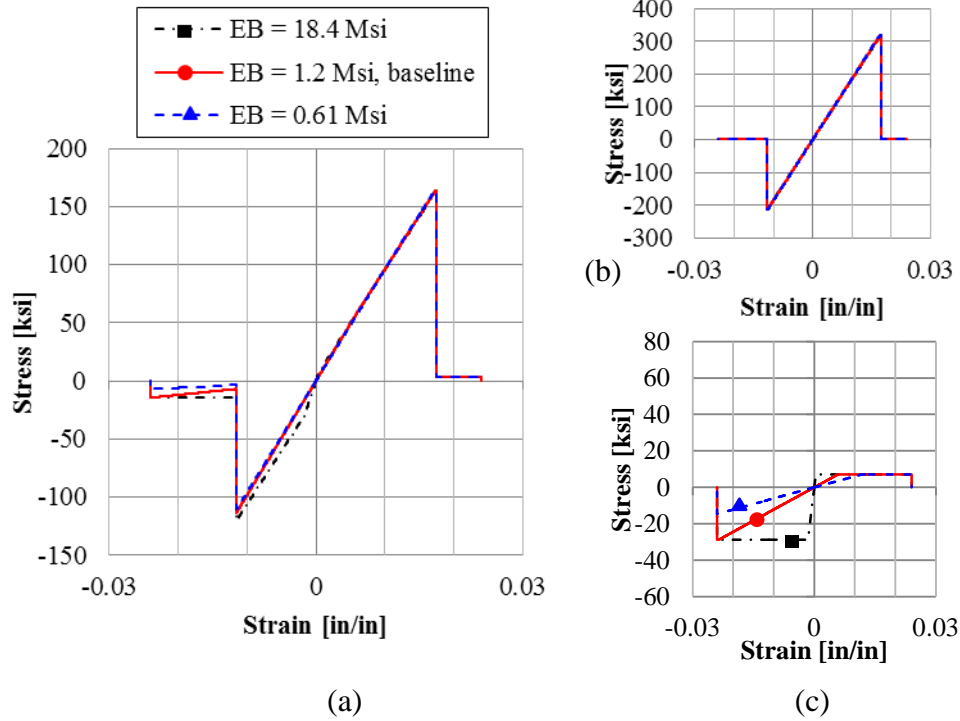 EB = 18.4 Msi
EB = 1.2 Msi, baseline
EB = 0.61 Msi
Stress [ksi]
200
150
100
50
0
-50
-100
-150
-0.03 0 0.03
Strain [in/in]
(a)
Stress [ksi]
400
300
200
100
0
-100
-200
-300
-0.03 0 0.03
Strain [in/in]
(b)
Stress [ksi]
80
60
40
20
0
-20
-40
-60
-0.03 0 0.03
Strain [in/in]
(c)